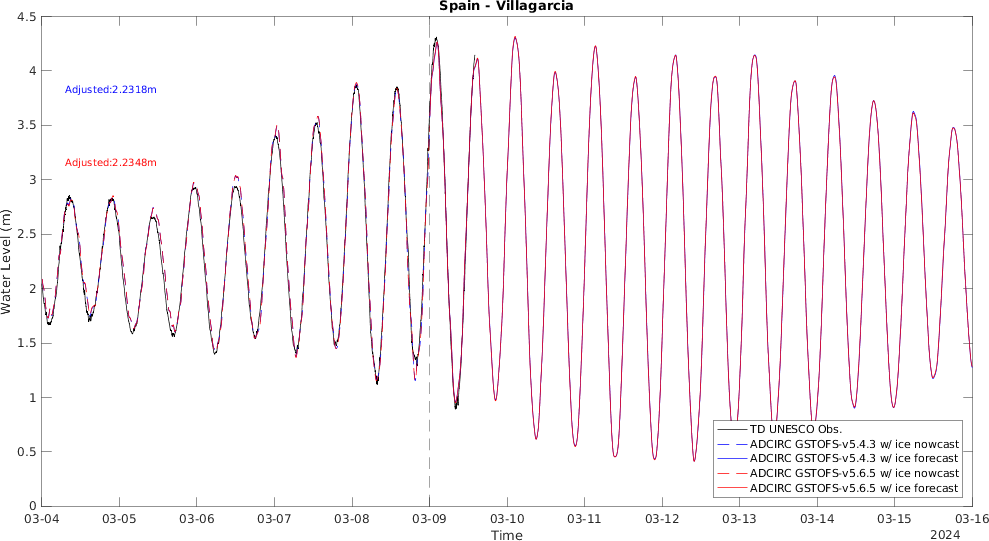 Spain - Villagarcia
4.5
4
3.5
3
2.5
2
1.5
1
0.5
0
Water Level (m)
Adjusted:2.2318m
Adjusted:2.2348m
TD UNESCO Obs.
ADCIRC GSTOFS-v5.4.3 w/ ice nowcast
ADCIRC GSTOFS-v5.4.3 w/ ice forecast
ADCIRC GSTOFS-v5.6.5 w/ ice nowcast
ADCIRC GSTOFS-v5.6.5 w/ ice forecast
03-04 03-05 03-06 03-07 03-08 03-09 03-10 03-11 03-12 03-13 03-14 03-15 03-16
Time
2024